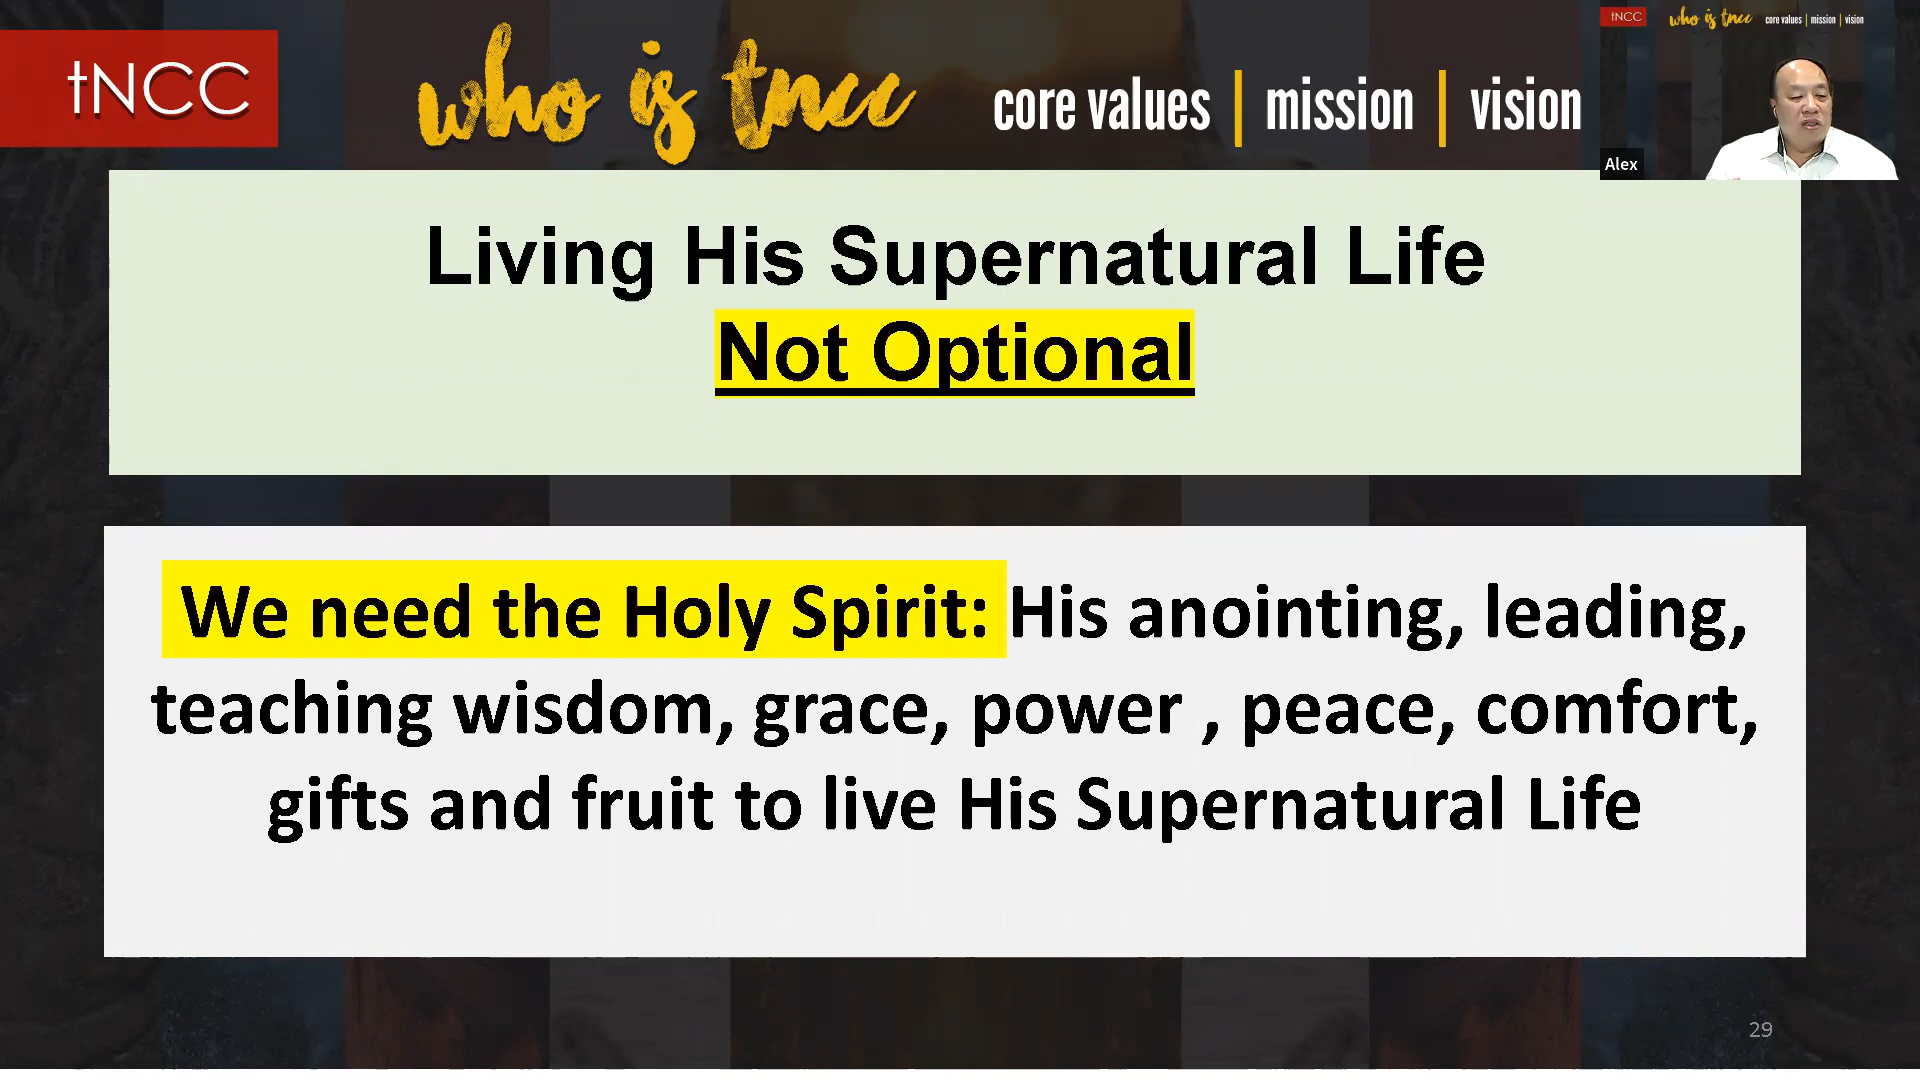 tNCC
who is tncc
core values | mission | vision
tNCC who is tncc core values | mission | vision
Alex
Living His Supernatural Life
Not Optional
We need the Holy Spirit: His anointing, leading,
teaching wisdom, grace, power , peace, comfort,
gifts and fruit to live His Supernatural Life
29